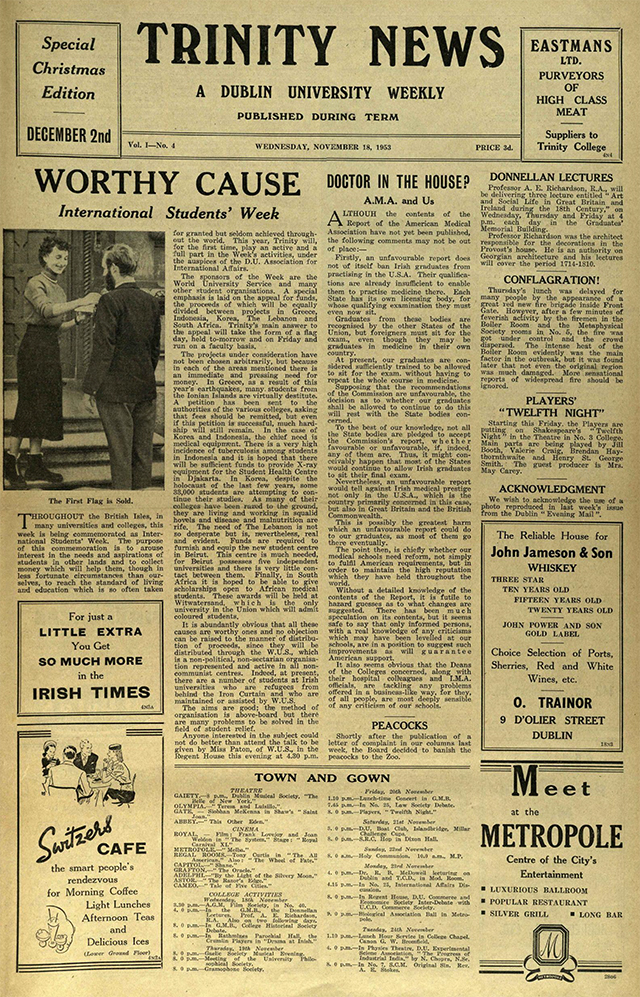 Special
Christmas
Edition
DECEMBER 2nd
TRINITY NEWS
A DUBLIN UNIVERSITY WEEKLY
PUBLISHED DURING TERM
Vol. 1—No. 4
WEDNESDAY, NOVEMBER 18, 1953
PRICE 3d.
EASTMANS
LTD.
PURVEYORS
OF
HIGH CLASS
MEAT
Suppliers to
Trinity College
WORTHY CAUSE
International Students' Week
The First Flag is Sold.
THROUGHOUT the British Isles, in
many universities and colleges, this
week is being commemorated as Inter-
national Students' Week. The purpose
of this commemoration is to arouse
interest in the needs and aspirations of
students in other lands and to collect
money which will help them, though in
less fortunate circumstances than our-
selves, to reach the standard of living
and education which is so often taken
for granted but seldom achieved through-
out the world. This year, Trinity will,
for the first time, play an active and a
full part in the Week's activities, under
the auspices of the D.U. Association for
International Affairs.
The sponsors of the Week are the
World University Service and many
other student organisations. A special
emphasis is laid on the appeal for funds,
the proceeds of which will be equally
divided between projects in Greece,
Indonesia, Korea, The Lebanon and
South Africa. Trinity's main answer to
the appeal will take the form of a flag
day, held to-morrow and on Friday and
run on a faculty basis.
The projects under consideration have
not been chosen arbitrarily, but because
in each of the areas mentioned there is
an immediate and pressing need for
money. In Greece, as a result of this
year's earthquakes, many students from
the Ionian Islands are virtually destitute.
A petition has been sent to the
authorities of the various colleges, asking
that fees should be remitted, but even
if this petition is successful, much hard-
ship will still remain. In the case of
Korea and Indonesia, the chief need is
medical equipment. There is a very high
incidence of tuberculosis among students
in Indonesia and it is hoped that there
will be sufficient funds to provide X-ray
equipment for the Student Health Centre
in Djakarta. In Korea, despite the
holocaust of the last few years, some
33,000 students are attempting to con-
tinue their studies. As many of their
colleges have been razed to the ground,
they are living and working in squalid
hovels and disease and malnutrition are
rife. The need of The Lebanon is not
so desperate but is, nevertheless, real
and evident. Funds are required to
furnish and equip the new student centre
in Beirut. This centre is much needed,
for Beirut possesses five independent
universities and there is very little con-
tact between them. Finally, in South
Africa it is hoped to be able to give
scholarships open to African medical
students. These awards will be held at
Witwatersrand, which is the only
university in the Union which will admit
coloured students.
It is abundantly obvious that all these
causes are worthy ones and no objection
can be raised to the manner of distribu-
tion of proceeds, since they will be
distributed through the W.U.S., which
is a non-political, non-sectarian organisa-
tion represented and active in all non-
communist centres. Indeed, at present,
there are a number of students at Irish
universities who are refugees from
behind the Iron Curtain and who are
maintained or assisted by W.U.S.
The aims are good; the method of
organisation is above-board but there
are many problems to be solved in the
field of student relief.
Anyone interested in the subject could
not do better than attend the talk to be
given by Miss Paton, of W.U.S., in the
Regent House this evening at 4.30 p.m.
DOCTOR IN THE HOUSE?
A.M.A. and Us
ALTHOUH the contents of the
Report of the American Medical
Association have not yet been published,
the following comments may not be out
of place:—
Firstly, an unfavourable report does
not of itself ban Irish graduates from
practising in the U.S.A. Their qualifica-
tions are already insufficient to enable
them to practise medicine there. Each
State has its own licensing body, for
whose qualifying examination they must
even now sit.
Graduates from these bodies are
recognised by the other States of the
Union, but foreigners must sit for the
exam., even though they may be
graduates in medicine in their own
country.
At present, our graduates are con-
sidered sufficiently trained to be allowed
to sit for the exam. without having to
repeat the whole course in medicine.
Supposing that the recommendations
of the Commission are unfavourable, the
decision as to whether our graduates
shall be allowed to continue to do this
will rest with the State bodies con-
cerned.
To the best of our knowledge, not all
the State bodies are pledged to accept
the Commission's report, whether
favourable or unfavourable, if, indeed,
any of them are. Thus, it might con-
ceivably happen that most of the States
would continue to allow Irish graduates
to sit their final exam.
Nevertheless, an unfavourable report
would tell against Irish medical prestige
not only in the U.S.A., which is the
country primarily concerned in this case,
but also in Great Britain and the British
Commonwealth.
This is possibly the greatest harm
which an unfavourable report could do
to our graduates, as most of them go
there eventually.
The point then, is chiefly whether our
medical schools need reform, not simply
to fulfil American requirements, but in
order to maintain the high reputation
which they have held throughout the
world.
Without a detailed knowledge of the
contents of the Report, it is futile to
hazard guesses as to what changes are
suggested. There has been much
speculation on its contents, but it seems
safe to say that only informed persons,
with a real knowledge of any criticisms
which may have been levelled at our
schools, are in a position to suggest such
improvements as will guarantee
American support.
It also seems obvious that the Deans
of the Colleges concerned, along with
their hospital colleagues and I.M.A.
officials, are tackling any problems
offered in a business-like way, for they,
of all people, are most deeply sensible
of any criticism of our schools.
PEACOCKS
Shortly after the publication of a
letter of complaint in our columns last
week, the Board decided to banish the
peacocks to the Zoo.
DONNELLAN LECTURES
Professor A. E. Richardson, R.A., will
be delivering three lecture entitled "Art
and Social Life in Great Britain and
Ireland during the 18th Century," on
Wednesday, Thursday and Friday at 4
p.m. each day in the Graduates'
Memorial Building.
Professor Richardson was the architect
responsible for the decorations in the
Provost's house. He is an authority on
Georgian architecture and his lectures
will cover the period 1714-1810.
CONFLAGRATION!
Thursday's lunch was delayed for
many people by the appearance of a
great red new fire brigade inside Front
Gate. However, after a few minutes of
feverish activity by the firemen in the
Boiler Room and the Metaphysical
Society rooms in No. 5, the fire was
got under control and the crowd
dispersed. The intense heat of the
Boiler Room evidently was the main
factor in the outbreak, but it was found
later that not even the original region
was much damaged. More sensational
reports of widespread fire should be
ignored.
PLAYERS'
"TWELFTH NIGHT"
Starting this Friday, the Players are
putting on Shakespeare's "Twelfth
Night" in the Theatre in No. 3 College.
Main parts are being played by Jill
Booth, Valerie Craig, Brendan Hay-
thornthwaite and Henry St. George
Smith. The guest producer is Mrs.
May Carey.
ACKNOWLEDGMENT
We wish to acknowledge the use of a
photo reproduced in last week's issue
from the Dublin "Evening Mail".
The Reliable House for
John Jameson & Son
WHISKEY
THREE STAR
TEN YEARS OLD
FIFTEEN YEARS OLD
TWENTY YEARS OLD
JOHN POWER AND SON
GOLD LABEL
Choice Selection of Ports,
Sherries, Red and White
Wines, etc.
O. TRAINOR
9 D'OLIER STREET
DUBLIN
For just a
LITTLE EXTRA
You Get
SO MUCH MORE
in the
IRISH TIMES
Switzers
CAFE
the smart people's
rendezvous
for Morning Coffee
Light Lunches
Afternoon Teas
and
Delicious Ices
(Lower Ground Floor)
TOWN AND GOWN
THEATRE
GAIETY.—8 p.m., Dublin Musical Society, "The
Belle of New York."
OLYMPIA.—"Teresa and Luisillo."
GATE.—Siobhan McKenna in Shaw's "Saint
Joan."
ABBEY.—"This Other Eden."
CINEMA
ROYAL.—Film: Frank Lovejoy and Joan
Weldon in "The System." Stage: "Royal
Carnival XI."
METROPOLE.—"Melba."
REGAL ROOMS.—Tony Curtis in "The All
American." Also: "The Wheel of Fate."
CAPITOL.—"Shane."
GRAFTON.—"The Oracle."
ADELPHI.—"By the Light of the Silvery Moon."
ASTOR.—"The Razor's Edge."
CAMEO.—"Tale of Five Cities."
COLLEGE ACTIVITIES
Wednesday, 18th November
2.30 p.m.—A.G.M., Film Society, in No. 40.
4. 0 p.m.—In G.M.B., the Donnellan
Lectures. Prof. A. E. Richardson,
R.A. Also on following days.
8. 0 p.m.—In G.M.B., College Historical Society
Debate.
8. 0 p.m.—In Rathmines Parochial Hall, the
Crumlin Players in "Drama at Inish."
Thursday, 19th November
8. 0 p.m.—Gaelic Society Musical Evening.
8. 0 p.m.—Meeting of the University Philo-
sophical Society.
8. 0 p.m.—Gramophone Society.
Friday, 20th November
1.20 p.m.—Lunch-time Concert in G.M.B.
7.45 p.m.—In No. 25, Law Society Debate.
8. 0 p.m.—Players, "Twelfth Night."
Saturday, 21st November
3. 0 p.m.—D.U. Boat Club, Islandbridge, Millar
Challenge Cups.
8. 0 p.m.—S.R.C. Hop in Dixon Hall.
Sunday, 22nd November
8. 0 a.m.—Holy Communion. 10.0 a.m., M.P.
Monday, 23rd November
4. 0 p.m.—Dr. R. B. McDowell lecturing on
Dublin and T.C.D., in Mod. Room.
4.15 p.m.—In No. 25, International Affairs Dis-
cussion.
8. 0 p.m.—In Regent House, D.U. Commerce and
Economics Society Inter-Debate with
U.C.D. Commerce Society.
9. 0 p.m.—Biological Association Ball in Metro-
pole.
Tuesday, 24th November
1.10 p.m.—Lunch Hour Service in College Chapel.
Canon G. W. Broomfield.
4. 0 p.m.—In Physics Theatre, D.U. Experimental
Science Association, "The Progress of
Industrial India," by N. Chopra, N.Sc.
8. 0 p.m.—In No. 7, S.C.M. Original Sin. Rev.
A. E. Stokes.
Meet
at the
METROPOLE
Centre of the City's
Entertainment
LUXURIOUS BALLROOM
POPULAR RESTAURANT
SILVER GRILL
LONG BAR
M
METROPOLE